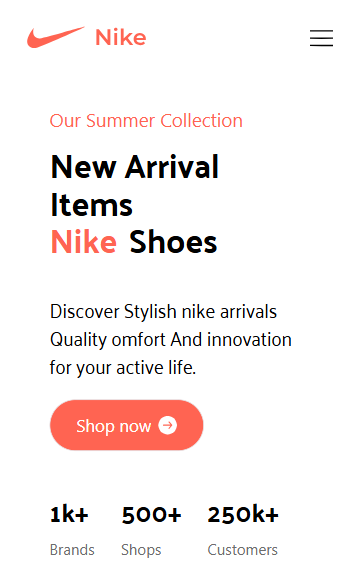 Nike
Our Summer Collection
New Arrival
Items
Nike Shoes
Discover Stylish nike arrivals
Quality omfort And innovation
for your active life.
Shop now
1k+ 500+ 250k+
Brands Shops Customers